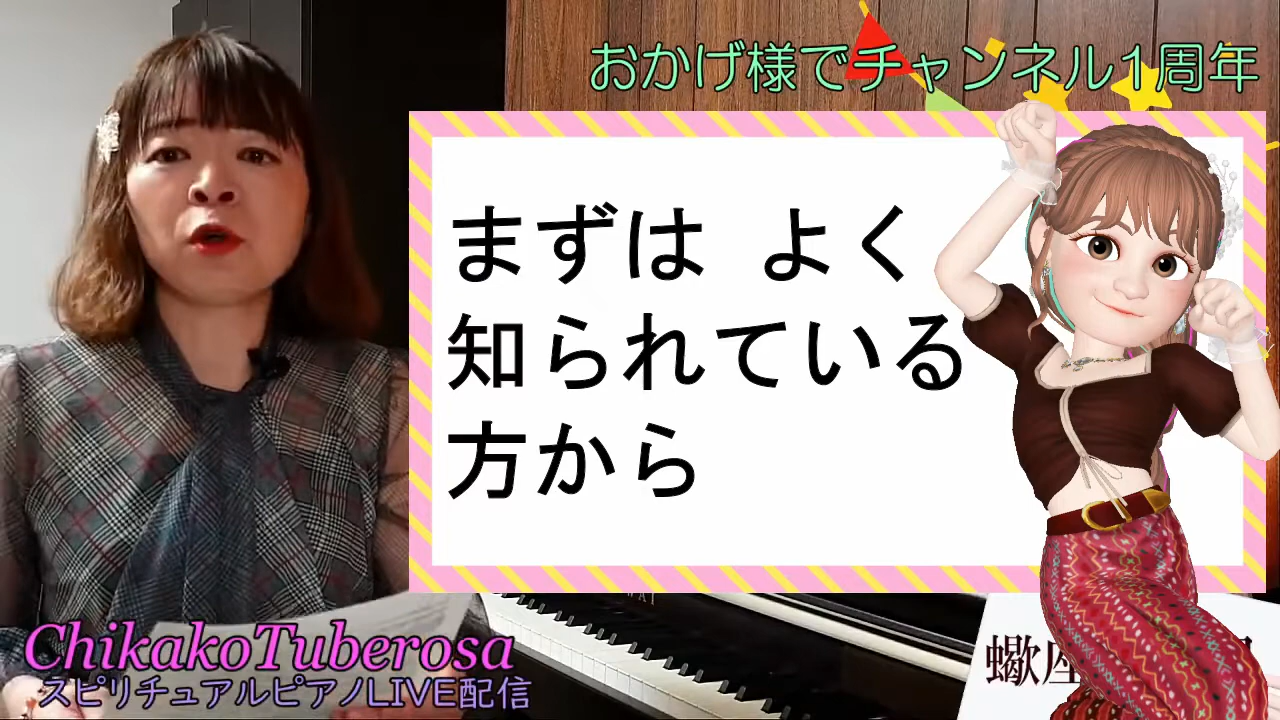 おかげ様でチャンネル1周年
まずは よく
知られている
方から
ChikakoTuberosa
スピリチュアルピアノLIVE配信
蠍座